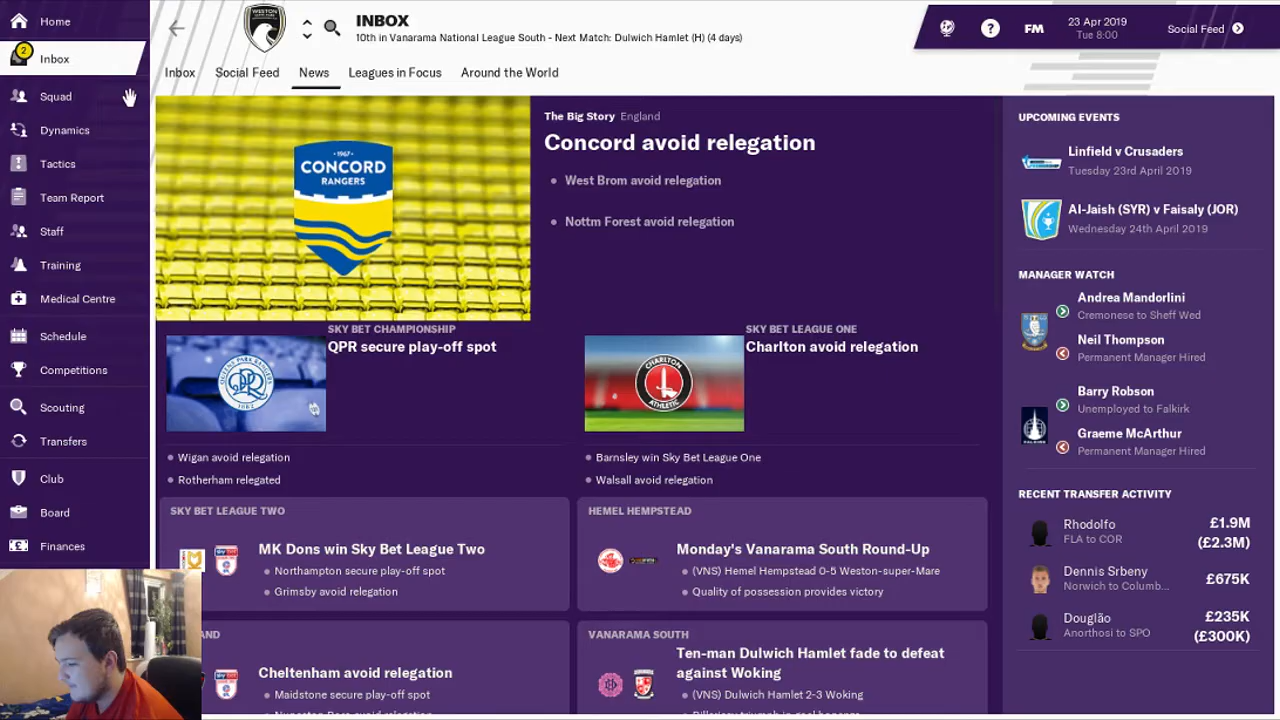 Home
INBOX
10th in Vanarama National League South - Next Match: Dulwich Hamlet (H) (4 days)
?
FM
23 Apr 2019
Tue 8:00
Social Feed
2
Inbox
Squad
Dynamics
Tactics
Team Report
Staff
Training
Medical Centre
Schedule
Competitions
Scouting
Transfers
Club
Board
Finances
Inbox
Social Feed
News
Leagues in Focus
Around the World
1967
CONCORD
RANGERS
The Big Story England
Concord avoid relegation
West Brom avoid relegation
Nottm Forest avoid relegation
SKY BET CHAMPIONSHIP
QPR secure play-off spot
Wigan avoid relegation
Rotherham relegated
SKY BET LEAGUE ONE
Charlton avoid relegation
CHARLTON
ATHLETIC
Barnsley win Sky Bet League One
Walsall avoid relegation
SKY BET LEAGUE TWO
MK Dons win Sky Bet League Two
Northampton secure play-off spot
Grimsby avoid relegation
HEMEL HEMPSTEAD
Monday's Vanarama South Round-Up
(VNS) Hemel Hempstead 0-5 Weston-super-Mare
Quality of possession provides victory
AND
Cheltenham avoid relegation
Maidstone secure play-off spot
VANARAMA SOUTH
Ten-man Dulwich Hamlet fade to defeat
against Woking
(VNS) Dulwich Hamlet 2-3 Woking
UPCOMING EVENTS
Linfield v Crusaders
Tuesday 23rd April 2019
Al-Jaish (SYR) v Faisaly (JOR)
Wednesday 24th April 2019
MANAGER WATCH
Andrea Mandorlini
Cremonese to Sheff Wed
Neil Thompson
Permanent Manager Hired
Barry Robson
Unemployed to Falkirk
Graeme McArthur
Permanent Manager Hired
RECENT TRANSFER ACTIVITY
Rhodolfo
FLA to COR
£1.9M
(£2.3M)
Dennis Srbeny
Norwich to Columb...
£675K
Douglão
Anorthosi to SPO
£235K
(£300K)